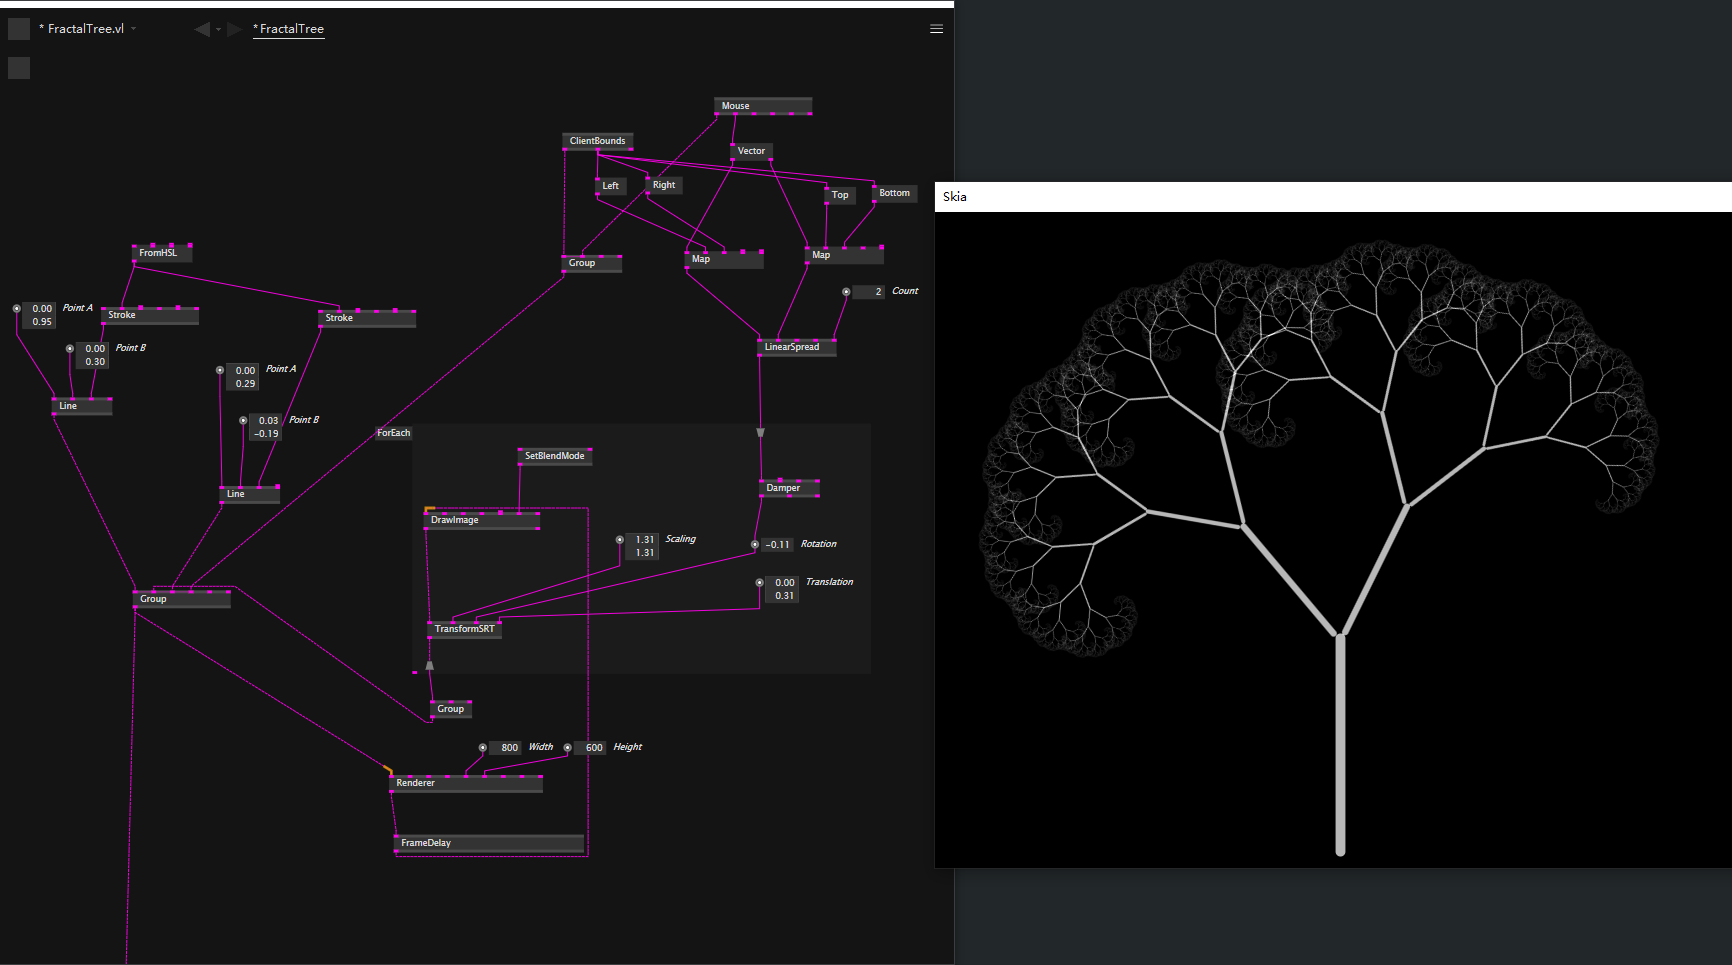 * FractalTree.vl
* FractalTree
Mouse
ClientBounds
Vector
Left
Right
Top
Bottom
FromHSL
Group
Map
Map
2 Count
0.00 Point A
0.95
Stroke
Stroke
0.00 Point B
0.30
LinearSpread
0.00 Point A
0.29
Line
0.03 Point B
-0.19
ForEach
SetBlendMode
Damper
Line
DrawImage
1.31 Scaling
1.31
-0.11 Rotation
0.00 Translation
0.31
Group
TransformSRT
Group
800 Width
600 Height
Renderer
FrameDelay
Skia